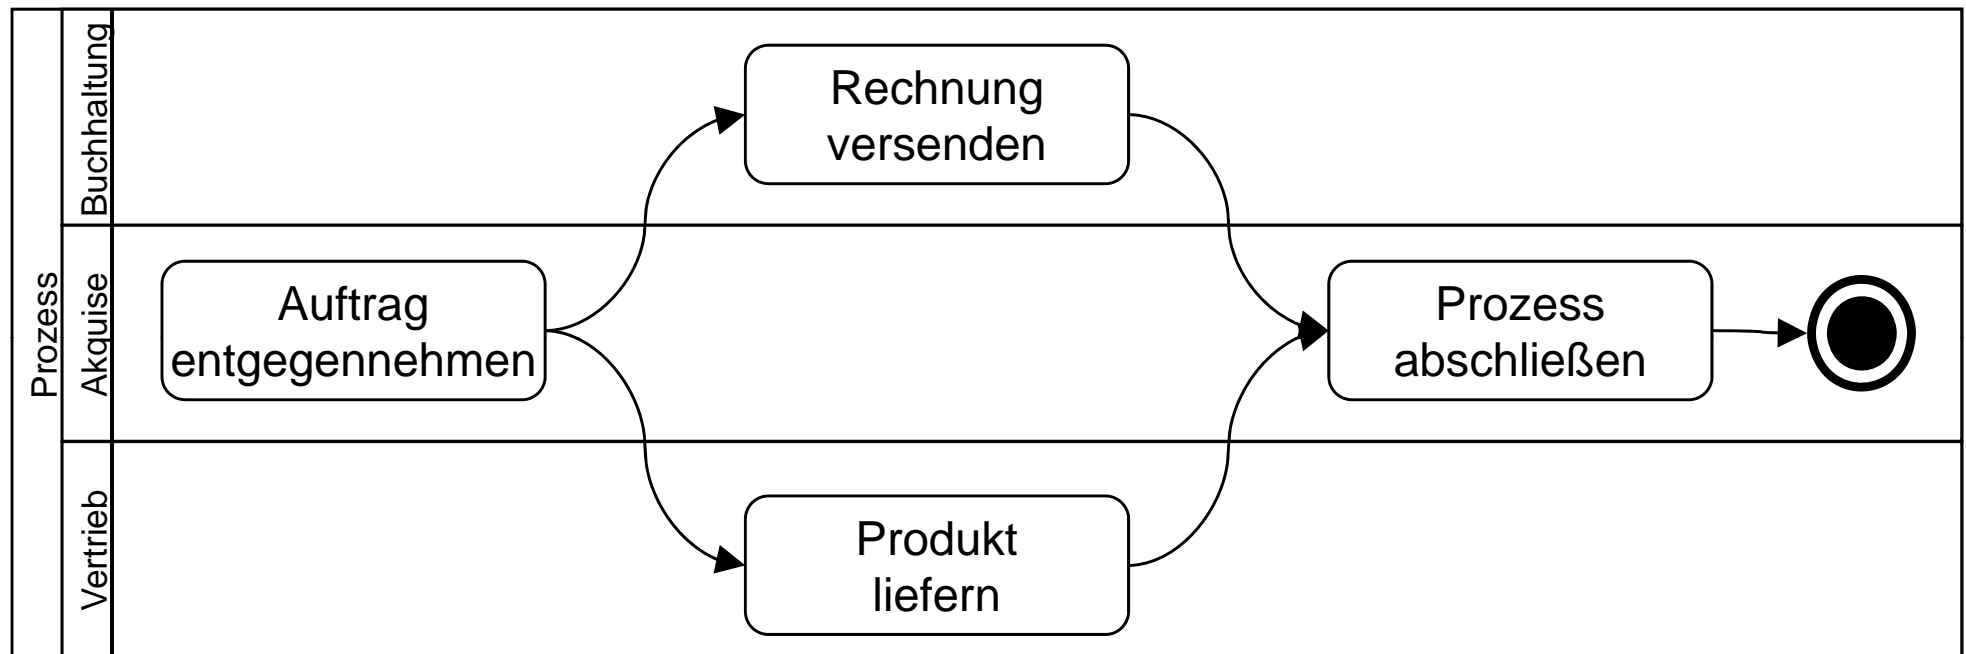 Prozess
Buchhaltung
Rechnung
versenden
Akquise
Auftrag
entgegennehmen
Prozess
abschließen
Vertrieb
Produkt
liefern